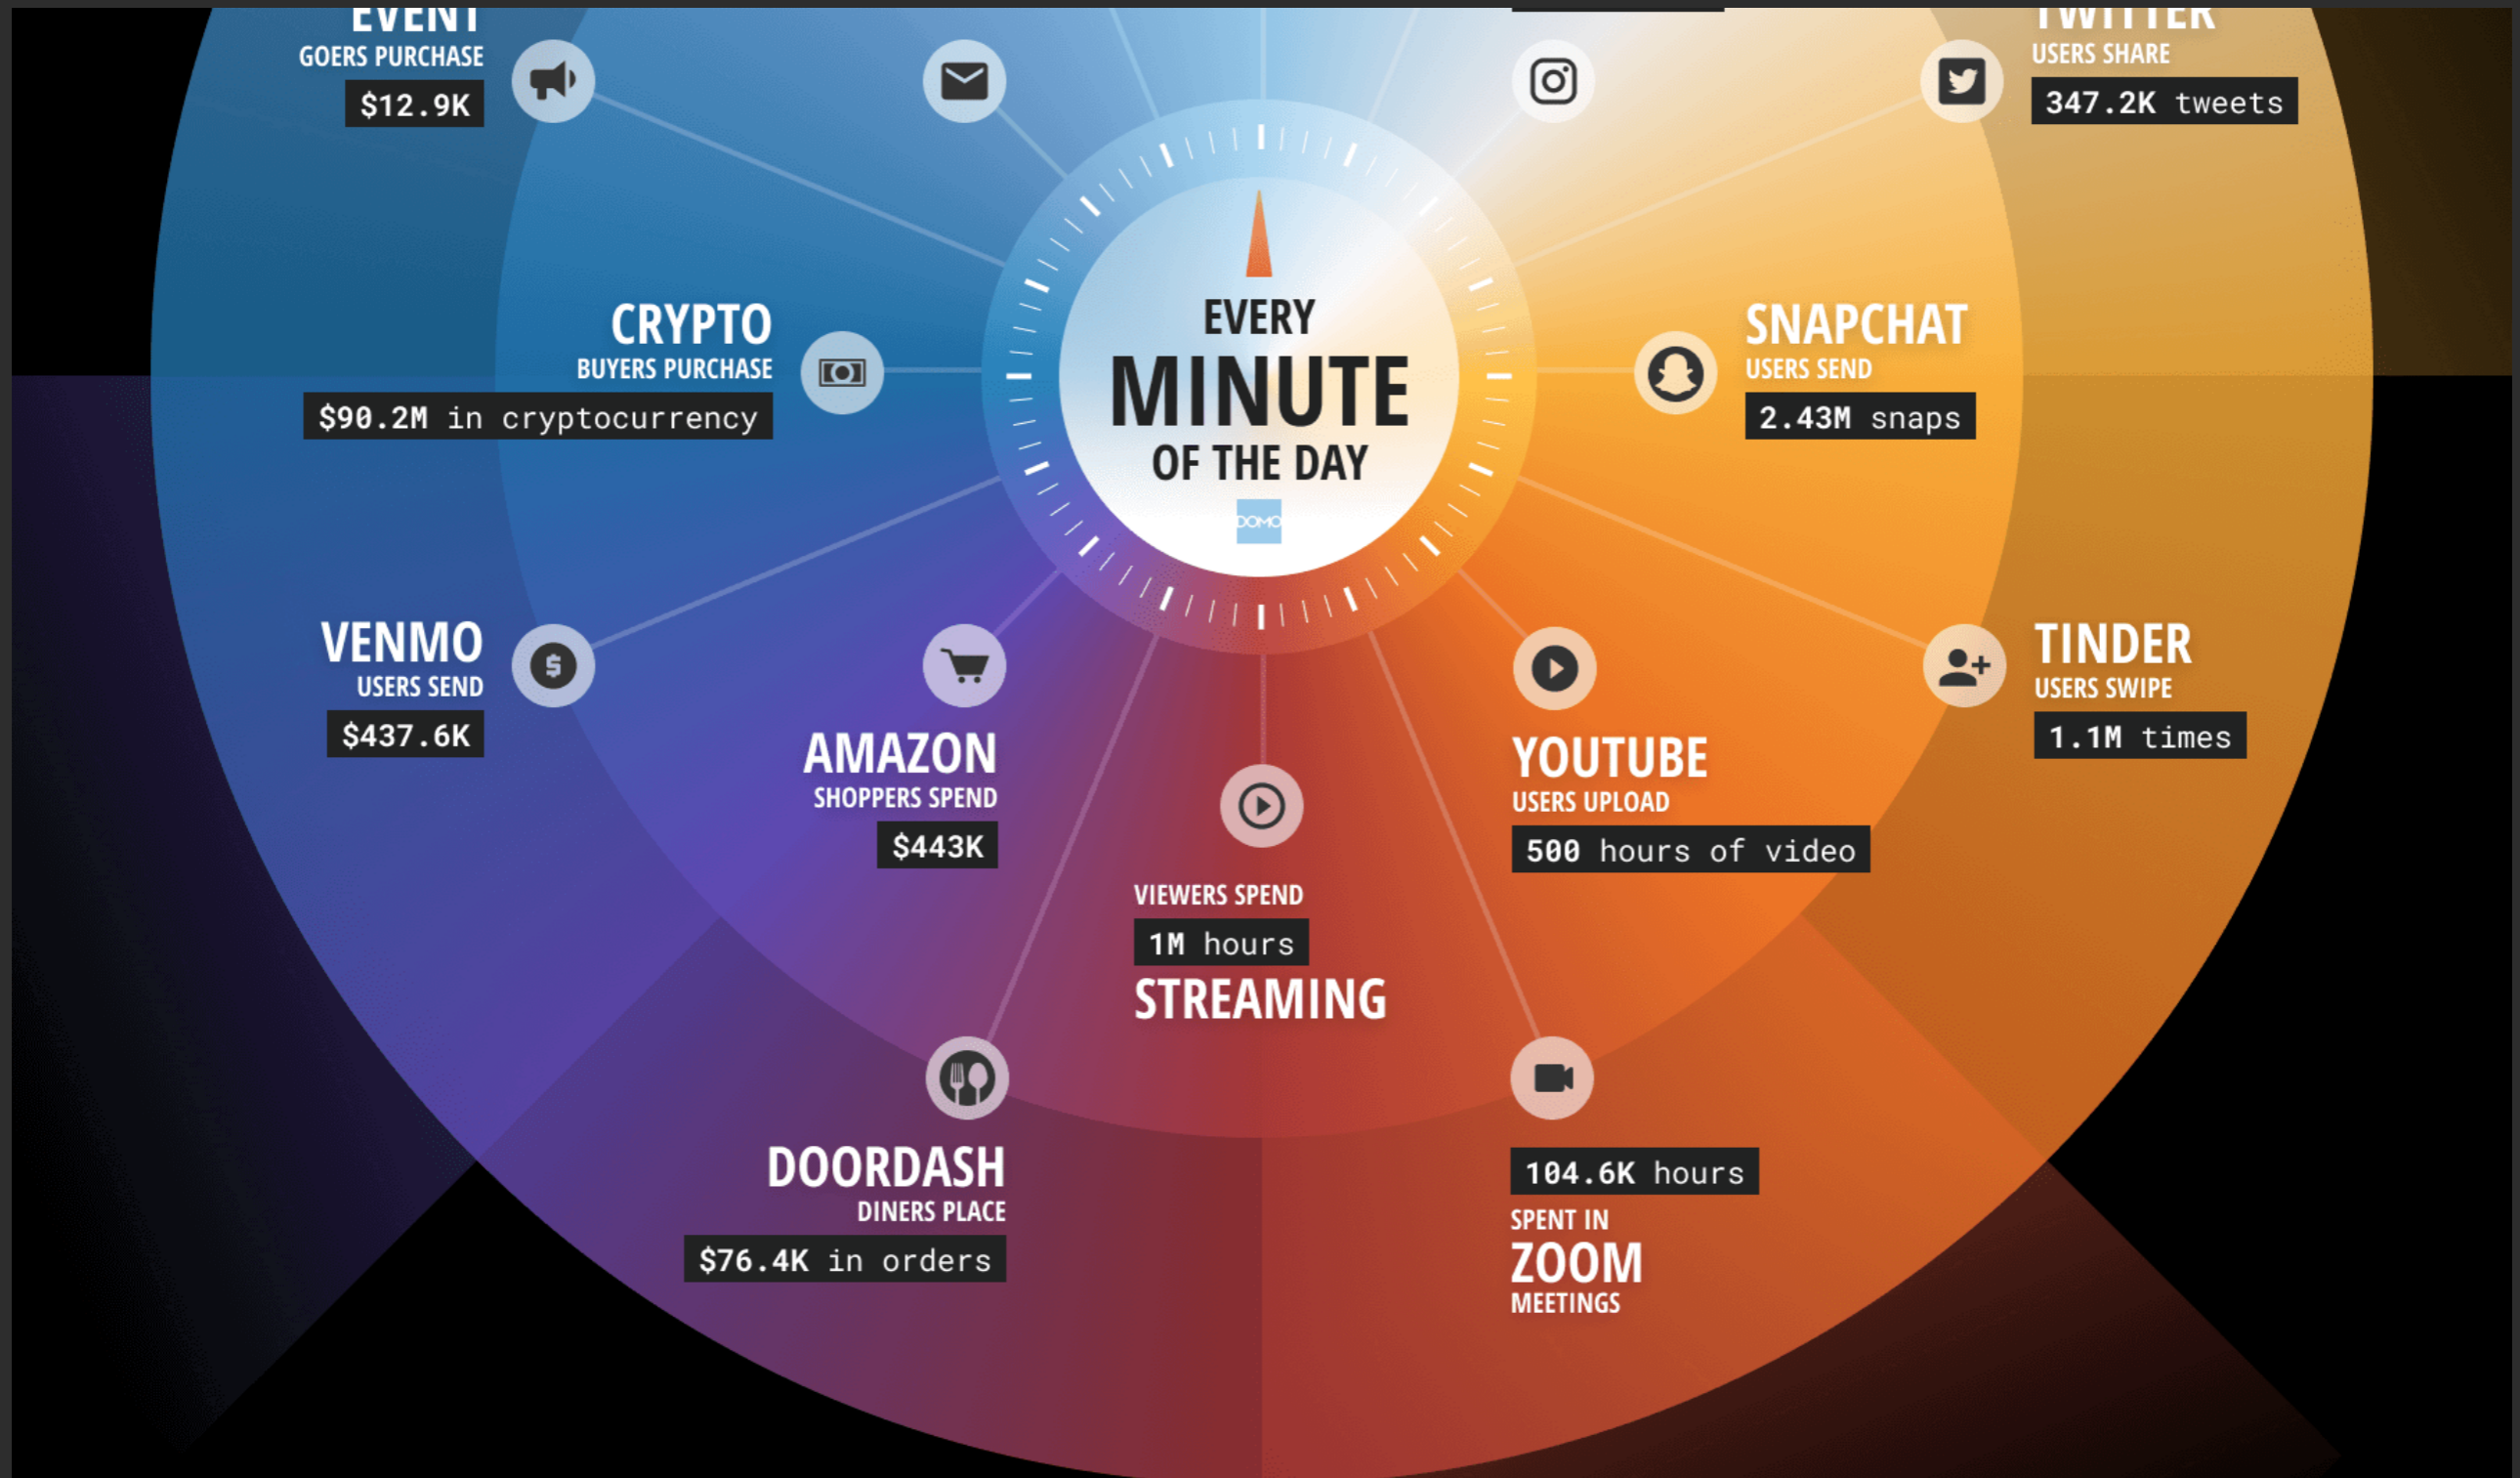 EVENT
GOERS PURCHASE
$12.9K
TWITTER
USERS SHARE
347.2K tweets
CRYPTO
BUYERS PURCHASE
$90.2M in cryptocurrency
EVERY
MINUTE
OF THE DAY
DOMO
SNAPCHAT
USERS SEND
2.43M snaps
VENMO
USERS SEND
$437.6K
AMAZON
SHOPPERS SPEND
$443K
VIEWERS SPEND
1M hours
STREAMING
YOUTUBE
USERS UPLOAD
500 hours of video
TINDER
USERS SWIPE
1.1M times
DOORDASH
DINERS PLACE
$76.4K in orders
104.6K hours
SPENT IN
ZOOM
MEETINGS